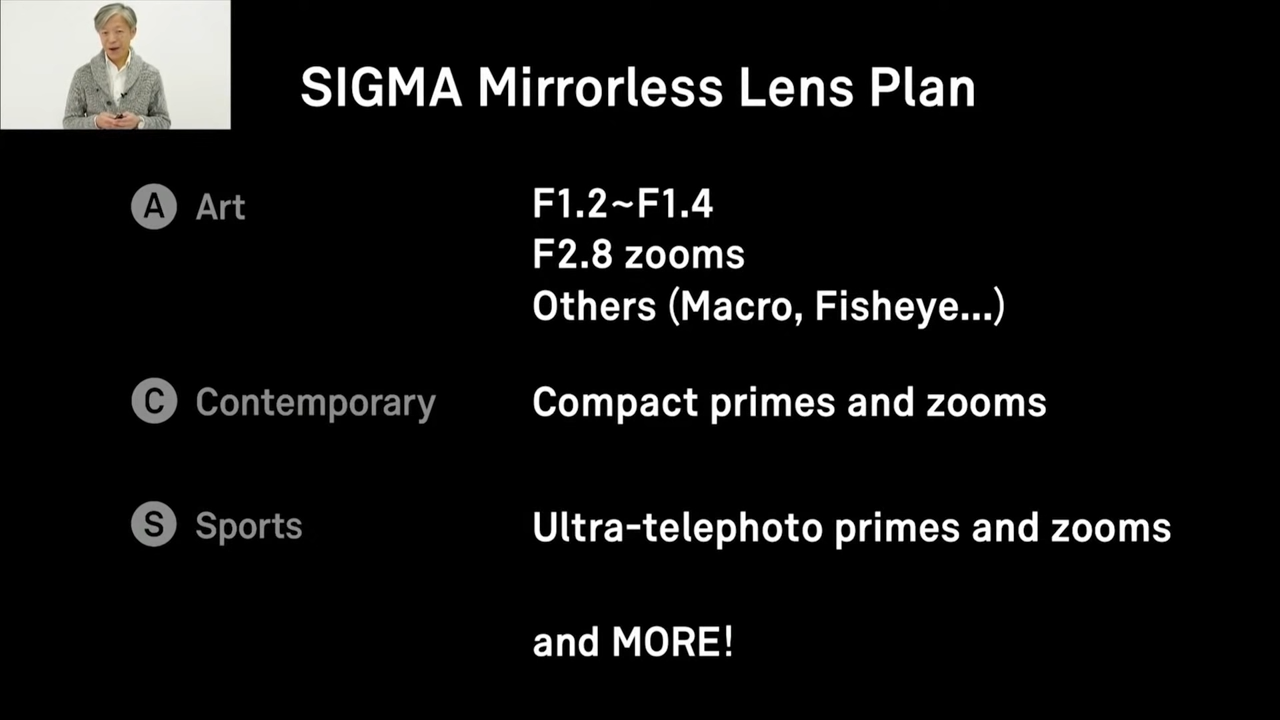 SIGMA Mirrorless Lens Plan
A Art
F1.2~F1.4
F2.8 zooms
Others (Macro, Fisheye...)
C Contemporary
Compact primes and zooms
S Sports
Ultra-telephoto primes and zooms
and MORE!